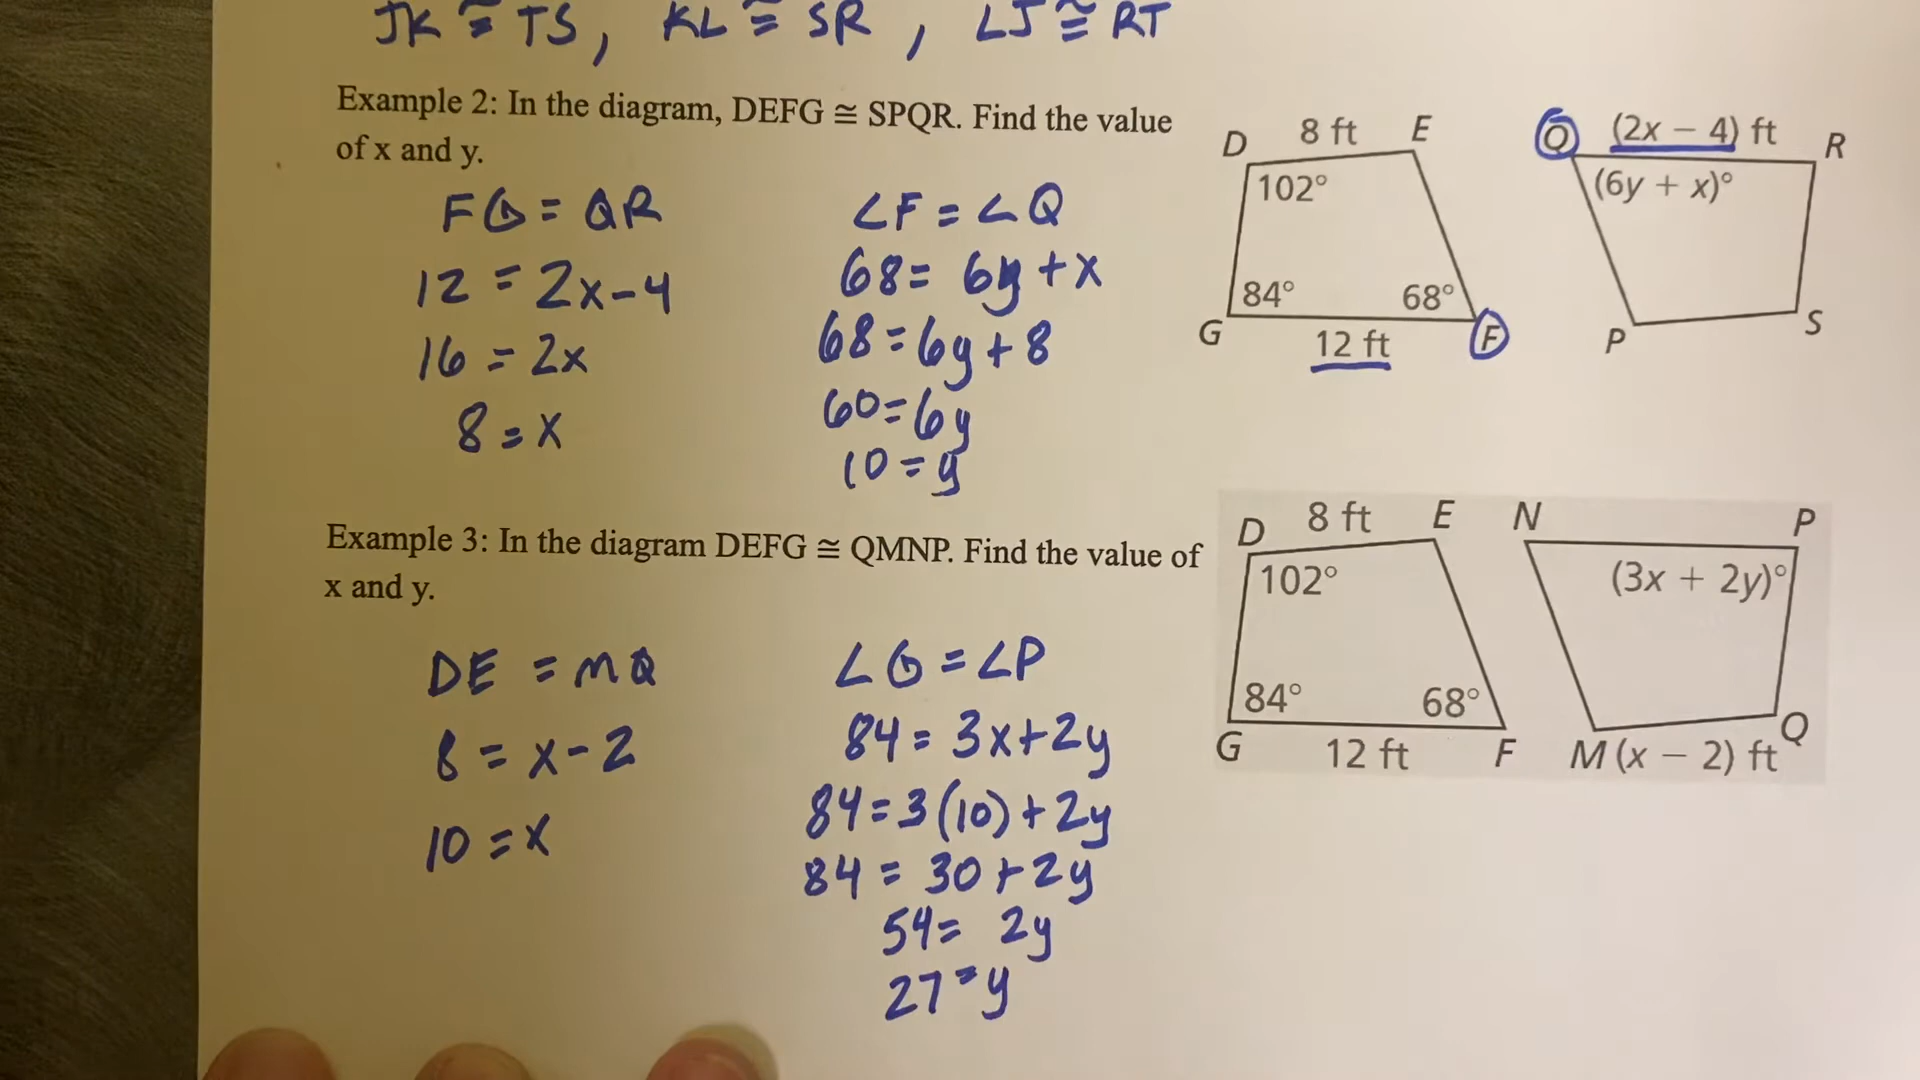 JK ≅ TS, KL ≅ SR, LJ ≅ RT
Example 2: In the diagram, DEFG ≅ SPQR. Find the value
of x and y.
FG = QR
12 = 2x-4
16 = 2x
8 = x
∠F = ∠Q
68 = 6y + x
68 = 6y + 8
60 = 6y
10 = y
D 8 ft E
102°
84° 68°
G 12 ft F
Q (2x − 4) ft R
(6y + x)°
P S
Example 3: In the diagram DEFG ≅ QMNP. Find the value of
x and y.
DE = MQ
8 = x-2
10 = x
∠G = ∠P
84 = 3x+2y
84 = 3(10) + 2y
84 = 30 + 2y
54 = 2y
27 = y
D 8 ft E
102°
84° 68°
G 12 ft F
N P
(3x + 2y)°
Q
M (x − 2) ft